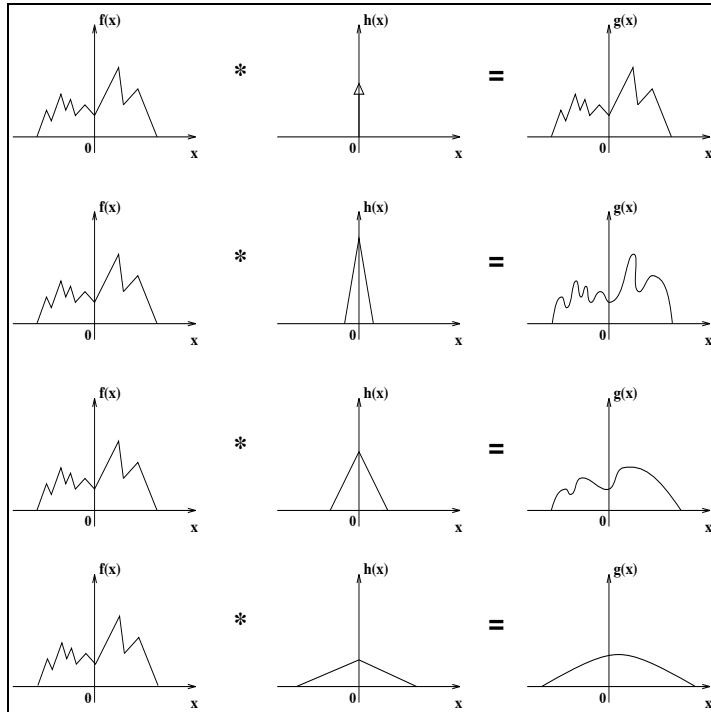 f(x) h(x) g(x)
* =
0 x 0 x 0 x
f(x) h(x) g(x)
* =
0 x 0 x 0 x
f(x) h(x) g(x)
* =
0 x 0 x 0 x
f(x) h(x) g(x)
* =
0 x 0 x 0 x